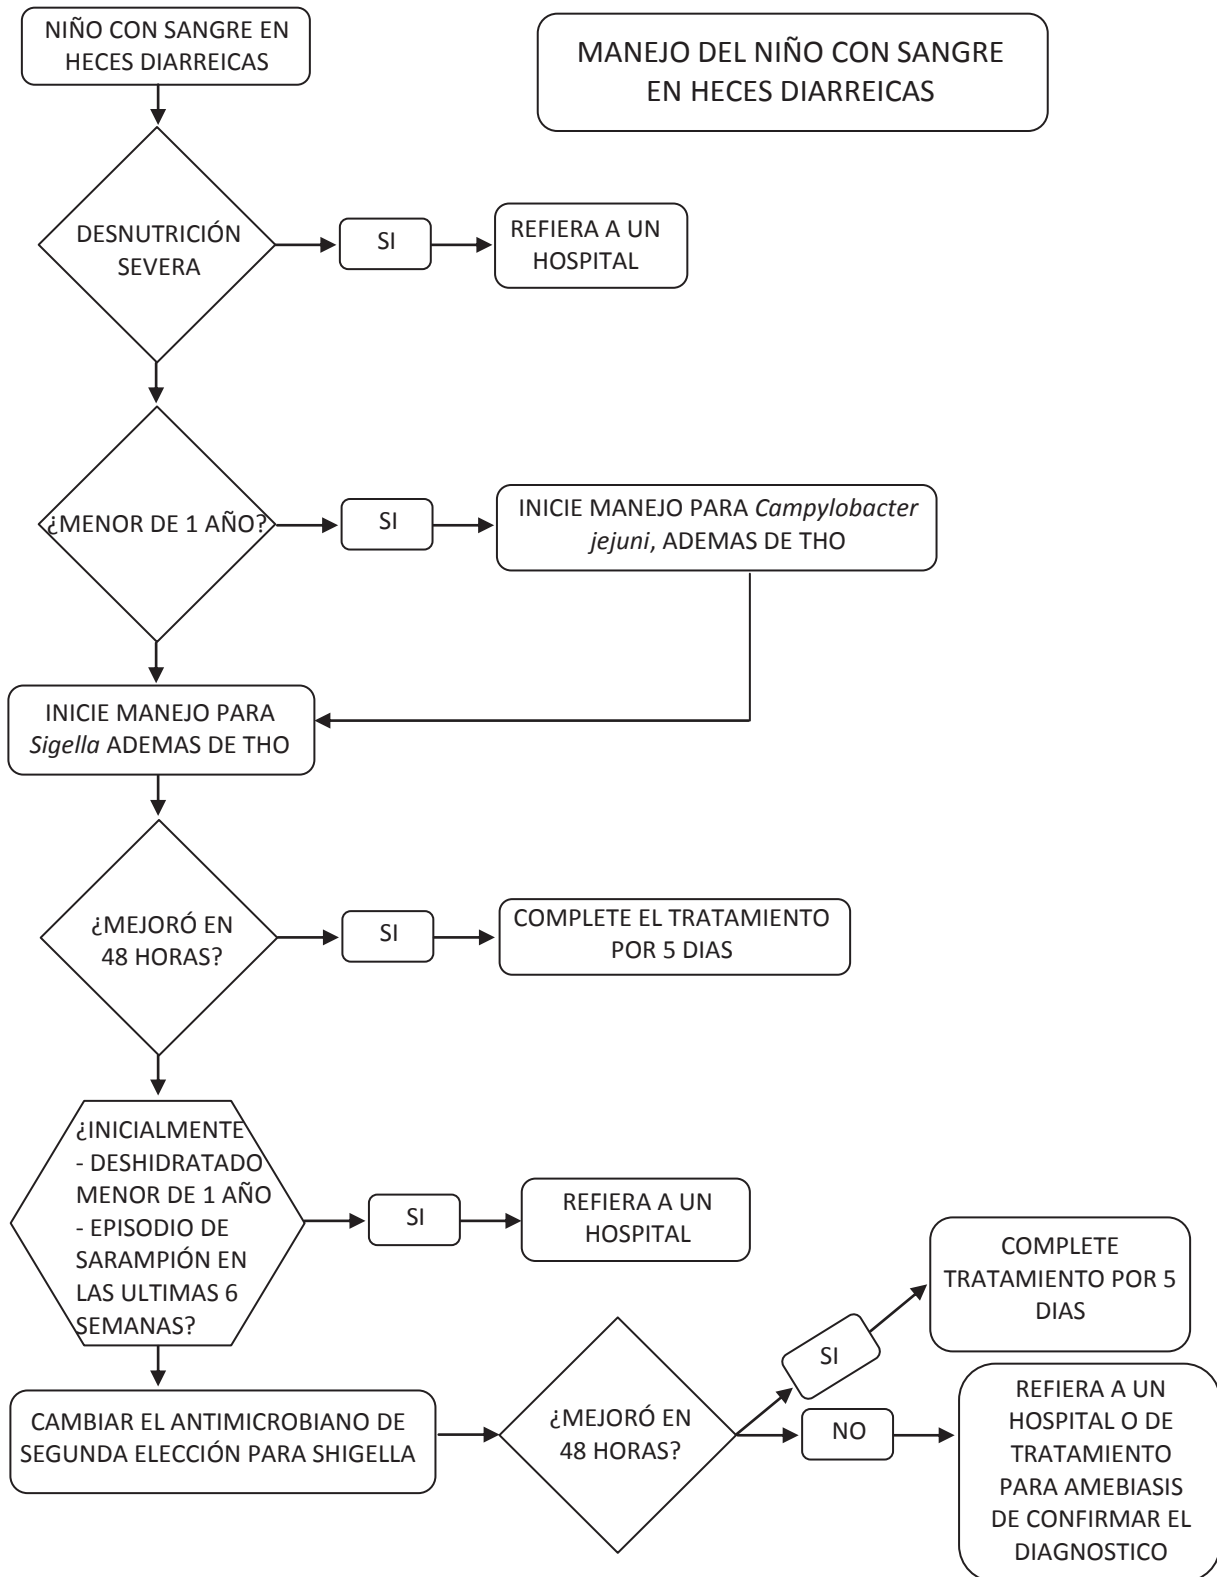 NIÑO CON SANGRE EN
HECES DIARREICAS
MANEJO DEL NIÑO CON SANGRE
EN HECES DIARREICAS
DESNUTRICIÓN
SEVERA
SI
REFIERA A UN
HOSPITAL
¿MENOR DE 1 AÑO?
SI
INICIE MANEJO PARA Campylobacter
jejuni, ADEMAS DE THO
INICIE MANEJO PARA
Sigella ADEMAS DE THO
¿MEJORÓ EN
48 HORAS?
SI
COMPLETE EL TRATAMIENTO
POR 5 DIAS
¿INICIALMENTE
- DESHIDRATADO
MENOR DE 1 AÑO
- EPISODIO DE
SARAMPIÓN EN
LAS ULTIMAS 6
SEMANAS?
SI
REFIERA A UN
HOSPITAL
CAMBIAR EL ANTIMICROBIANO DE
SEGUNDA ELECCIÓN PARA SHIGELLA
¿MEJORÓ EN
48 HORAS?
SI
COMPLETE
TRATAMIENTO POR 5
DIAS
NO
REFIERA A UN
HOSPITAL O DE
TRATAMIENTO
PARA AMEBIASIS
DE CONFIRMAR EL
DIAGNOSTICO